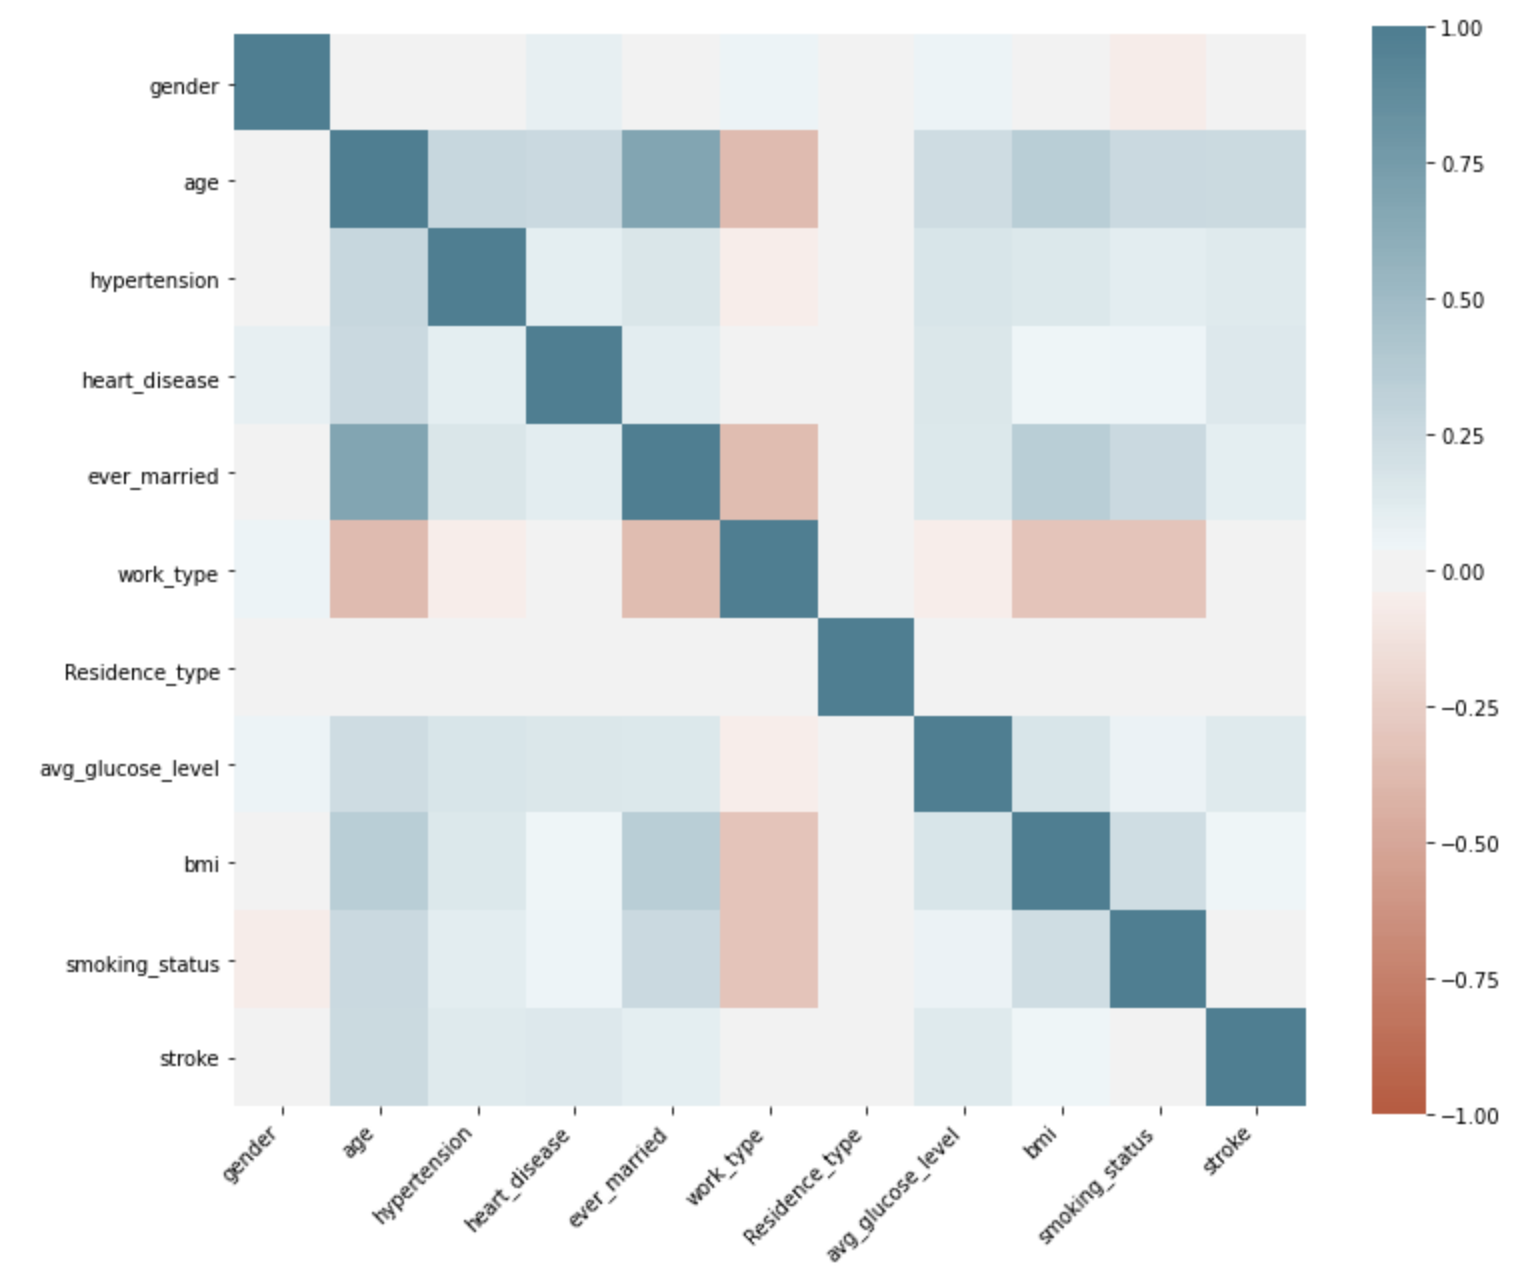 gender
age
hypertension
heart_disease
ever_married
work_type
Residence_type
avg_glucose_level
bmi
smoking_status
stroke
gender
age
hypertension
heart_disease
ever_married
work_type
Residence_type
avg_glucose_level
bmi
smoking_status
stroke
1.00
0.75
0.50
0.25
0.00
−0.25
−0.50
−0.75
−1.00